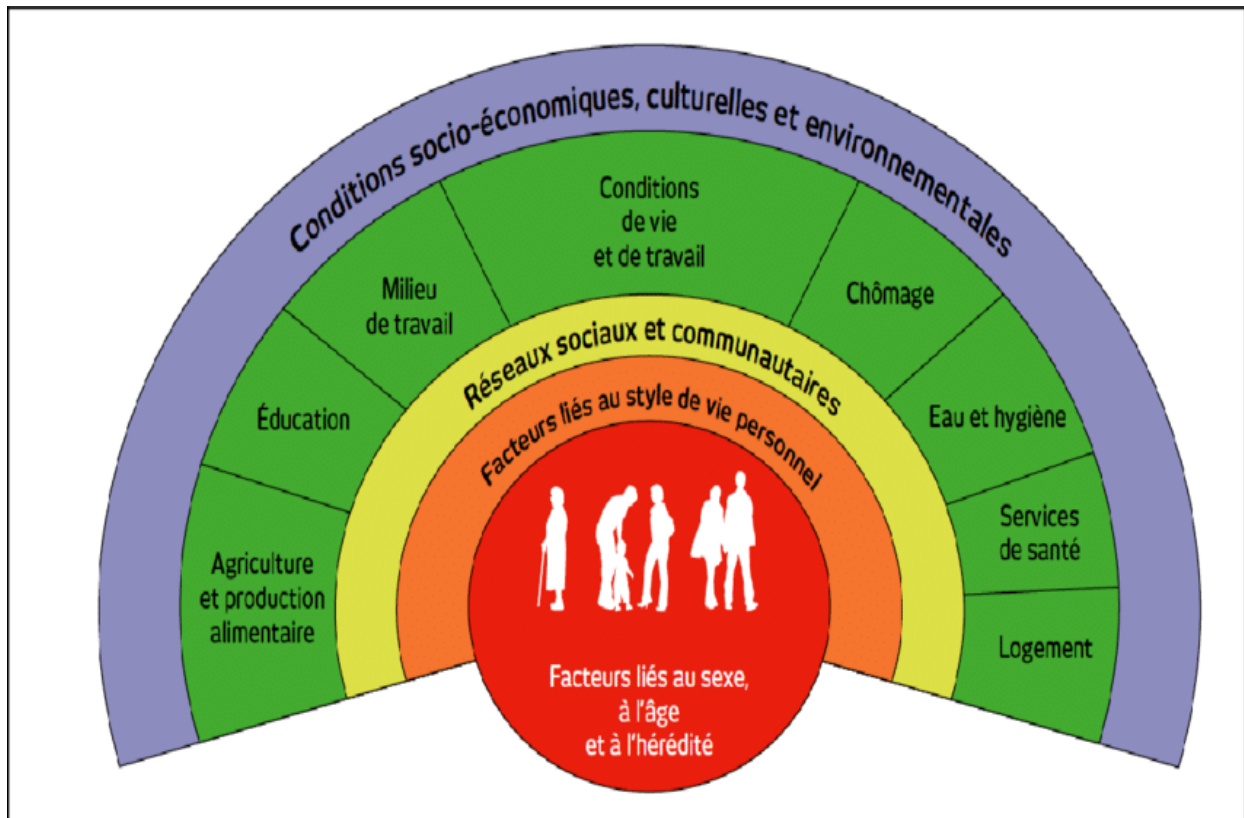 Conditions socio-économiques, culturelles et environnementales
Conditions
de vie
et de travail
Milieu
de travail
Chômage
Éducation
Eau et hygiène
Agriculture
et production
alimentaire
Services
de santé
Logement
Réseaux sociaux et communautaires
Facteurs liés au style de vie personnel
Facteurs liés au sexe,
à l'âge
et à l'hérédité